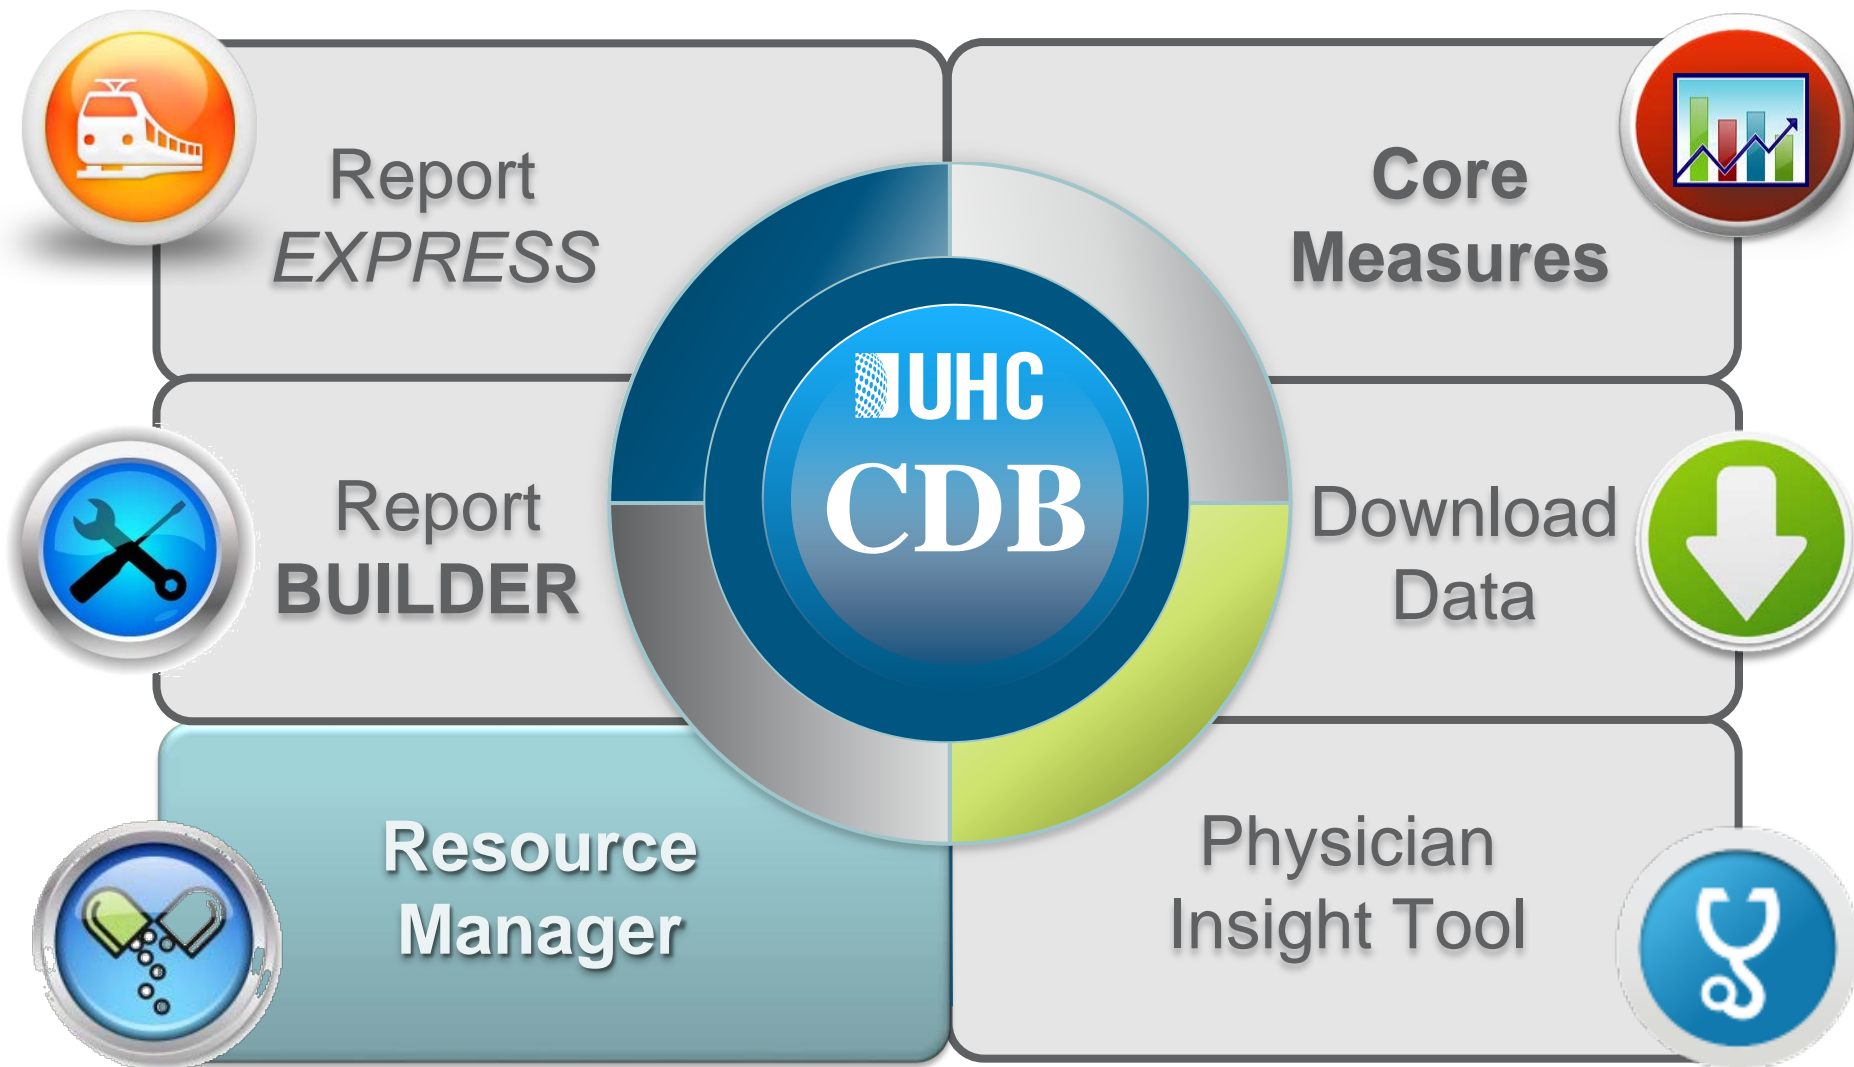 Report
EXPRESS
Core
Measures
UHC
CDB
Report
BUILDER
Download
Data
Resource
Manager
Physician
Insight Tool